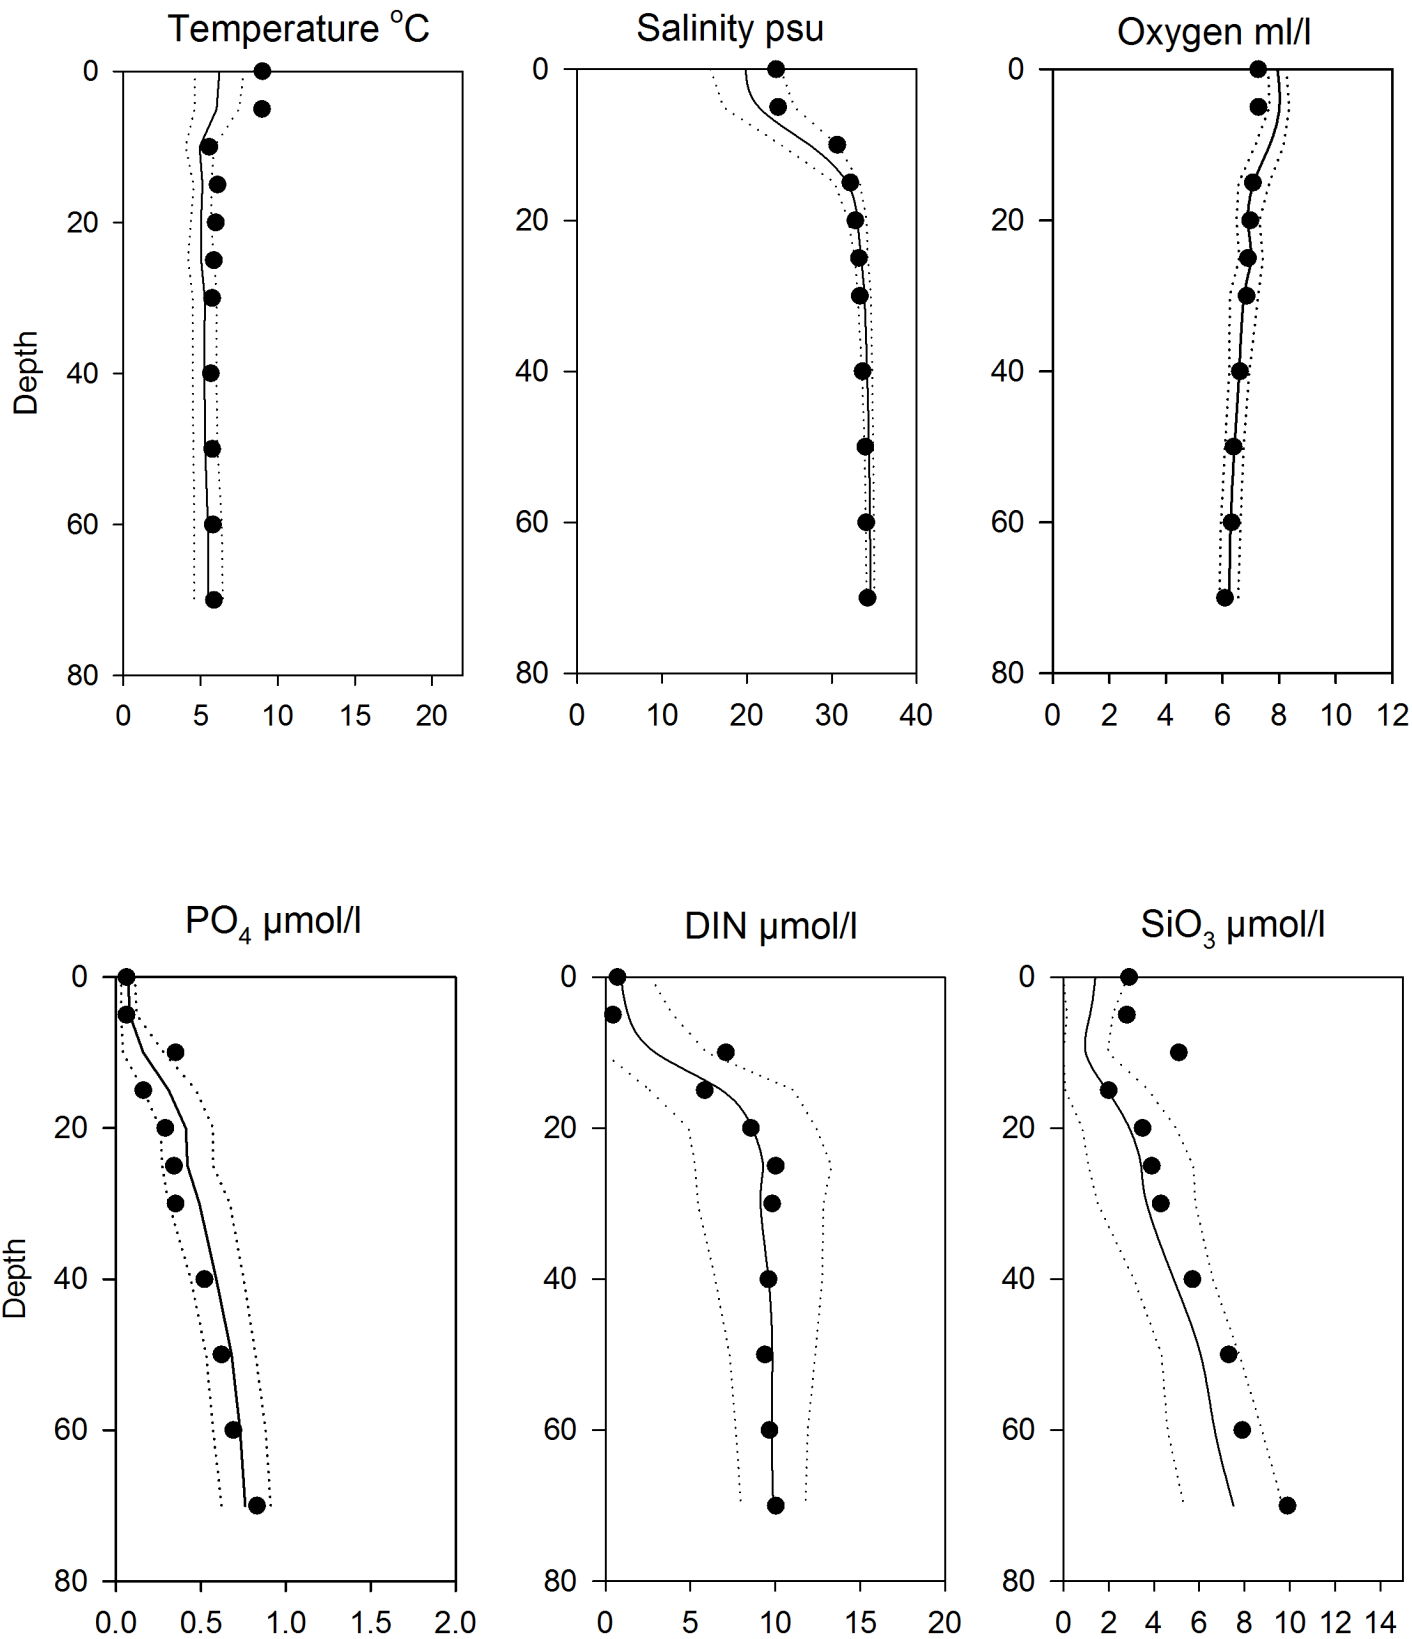 Temperature °C
Salinity psu
Oxygen ml/l
0
20
40
60
80
Depth
0 5 10 15 20
0
20
40
60
80
0 10 20 30 40
0
20
40
60
80
0 2 4 6 8 10 12
PO₄ µmol/l
DIN µmol/l
SiO₃ µmol/l
0
20
40
60
80
Depth
0.0 0.5 1.0 1.5 2.0
0
20
40
60
80
0 5 10 15 20
0
20
40
60
80
0 2 4 6 8 10 12 14